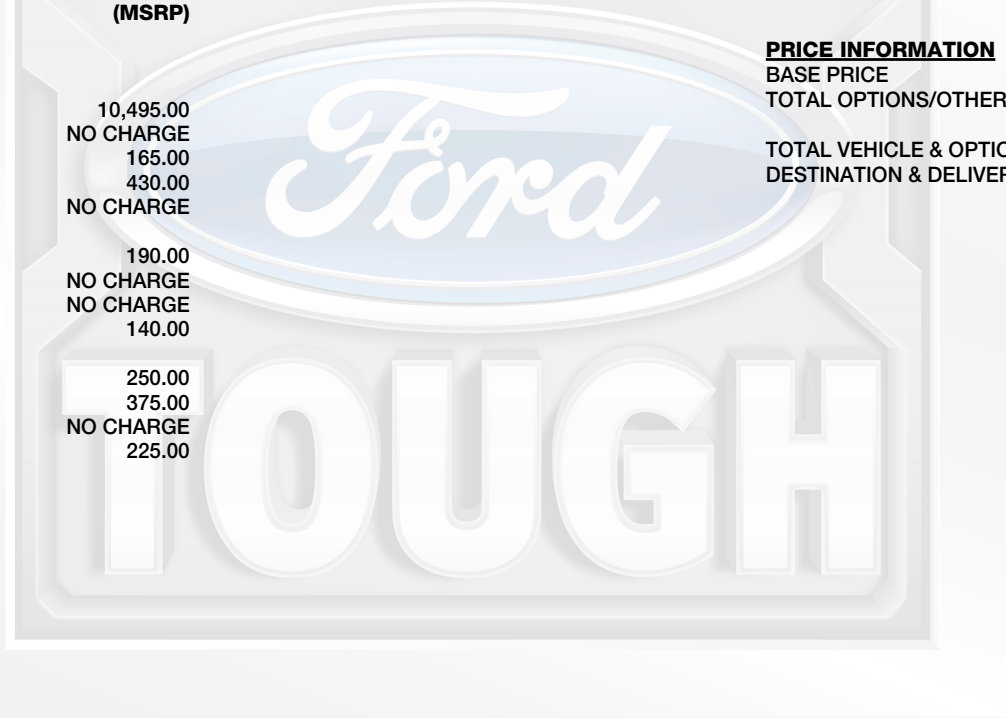 (MSRP)
10,495.00
NO CHARGE
165.00
430.00
NO CHARGE
190.00
NO CHARGE
NO CHARGE
140.00
250.00
375.00
NO CHARGE
225.00
PRICE INFORMATION
BASE PRICE
TOTAL OPTIONS/OTHER
TOTAL VEHICLE & OPTIO
DESTINATION & DELIVER
Ford
TOUGH